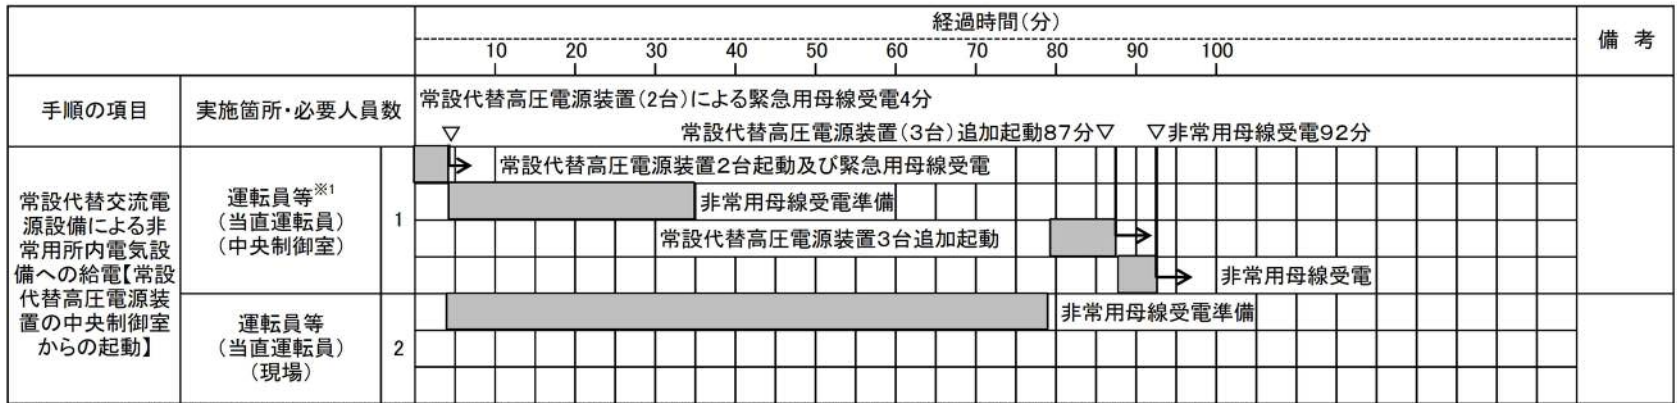 経過時間(分)
備 考
10 20 30 40 50 60 70 80 90 100
手順の項目
実施箇所・必要人員数
常設代替高圧電源装置(2台)による緊急用母線受電4分
▽
常設代替高圧電源装置(3台)追加起動87分▽
▽非常用母線受電92分
常設代替交流電
源設備による非
常用所内電気設
備への給電【常設
代替高圧電源装
置の中央制御室
からの起動】
運転員等※1
(当直運転員)
(中央制御室)
1
常設代替高圧電源装置2台起動及び緊急用母線受電
非常用母線受電準備
常設代替高圧電源装置3台追加起動
非常用母線受電
運転員等
(当直運転員)
(現場)
2
非常用母線受電準備